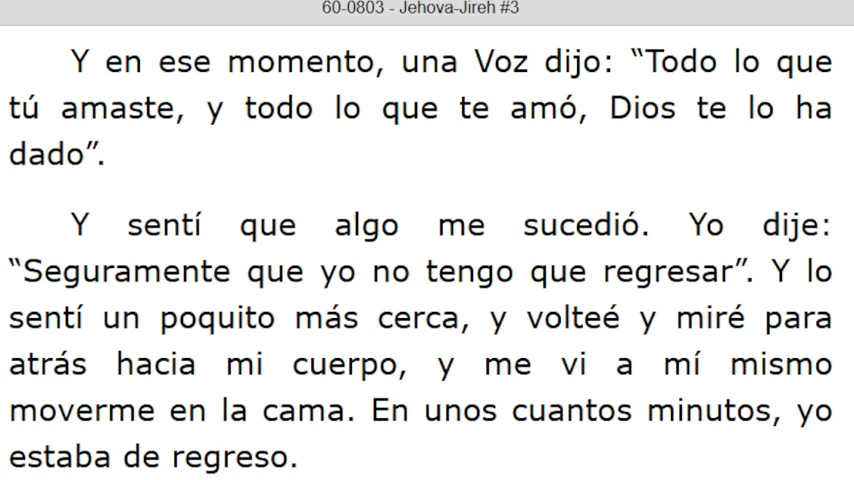 60-0803 - Jehova-Jireh #3
Y en ese momento, una Voz dijo: “Todo lo que
tú amaste, y todo lo que te amó, Dios te lo ha
dado”.
Y sentí que algo me sucedió. Yo dije:
“Seguramente que yo no tengo que regresar”. Y lo
sentí un poquito más cerca, y volteé y miré para
atrás hacia mi cuerpo, y me vi a mí mismo
moverme en la cama. En unos cuantos minutos, yo
estaba de regreso.